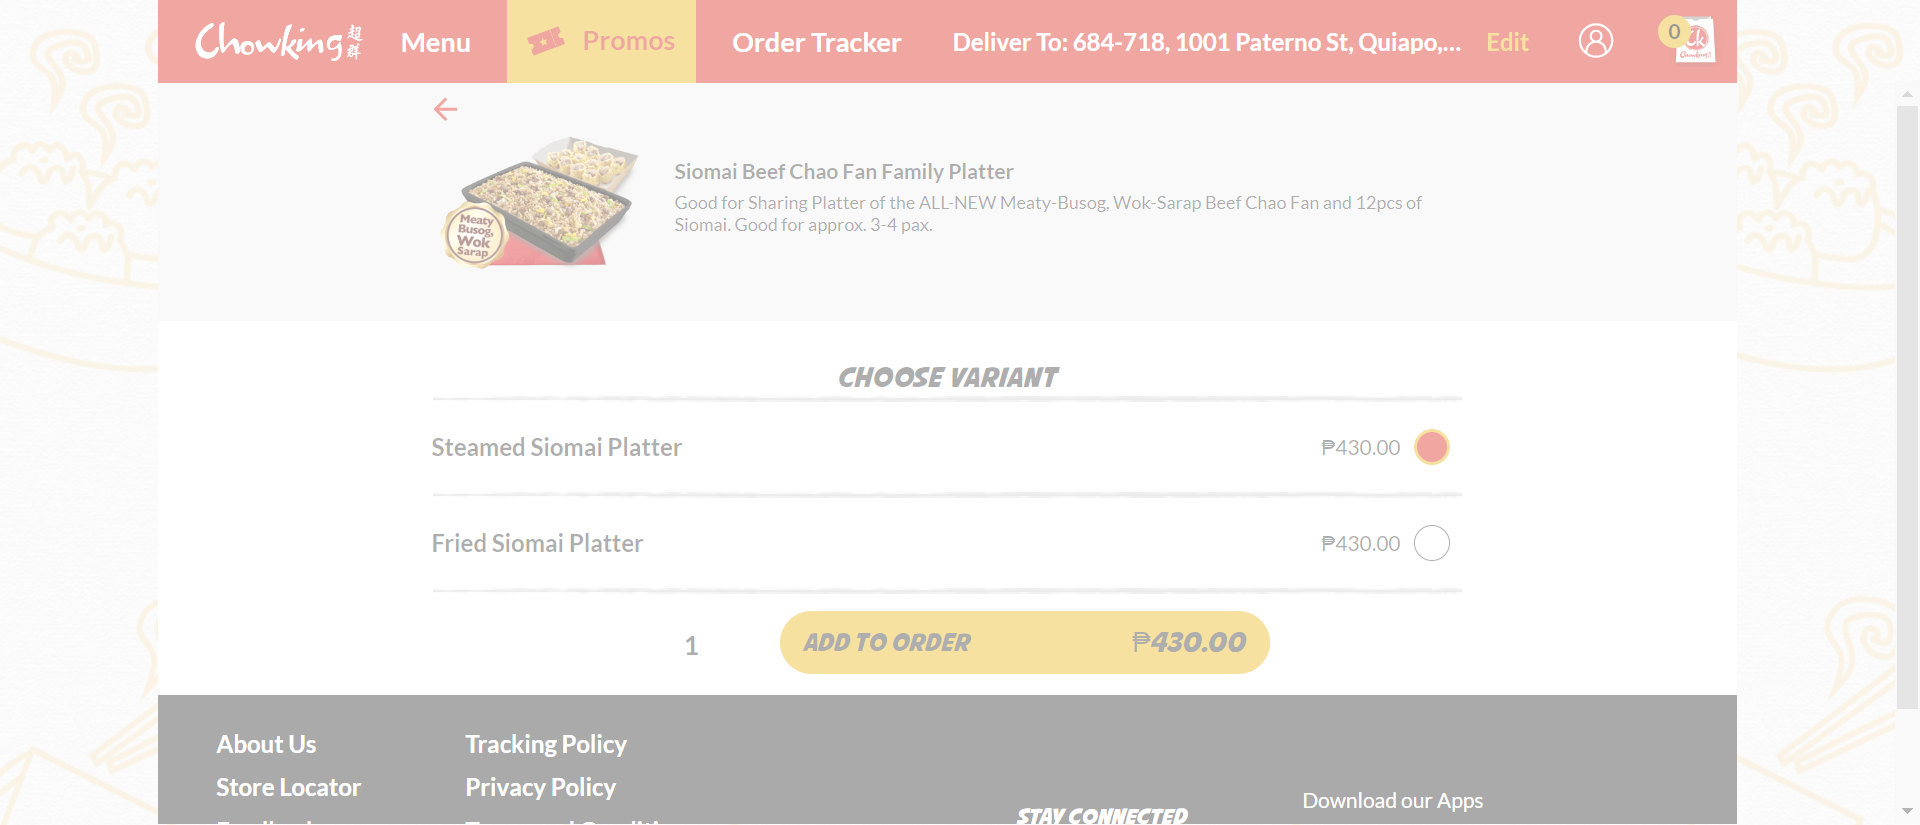 Chowking 超群
Menu
Promos
Order Tracker
Deliver To: 684-718, 1001 Paterno St, Quiapo,...
Edit
0
Chowking
Meaty
Busog,
Wok
Sarap
Siomai Beef Chao Fan Family Platter
Good for Sharing Platter of the ALL-NEW Meaty-Busog, Wok-Sarap Beef Chao Fan and 12pcs of
Siomai. Good for approx. 3-4 pax.
CHOOSE VARIANT
Steamed Siomai Platter ₱430.00
Fried Siomai Platter ₱430.00
1
ADD TO ORDER ₱430.00
About Us
Store Locator
Tracking Policy
Privacy Policy
STAY CONNECTED
Download our Apps